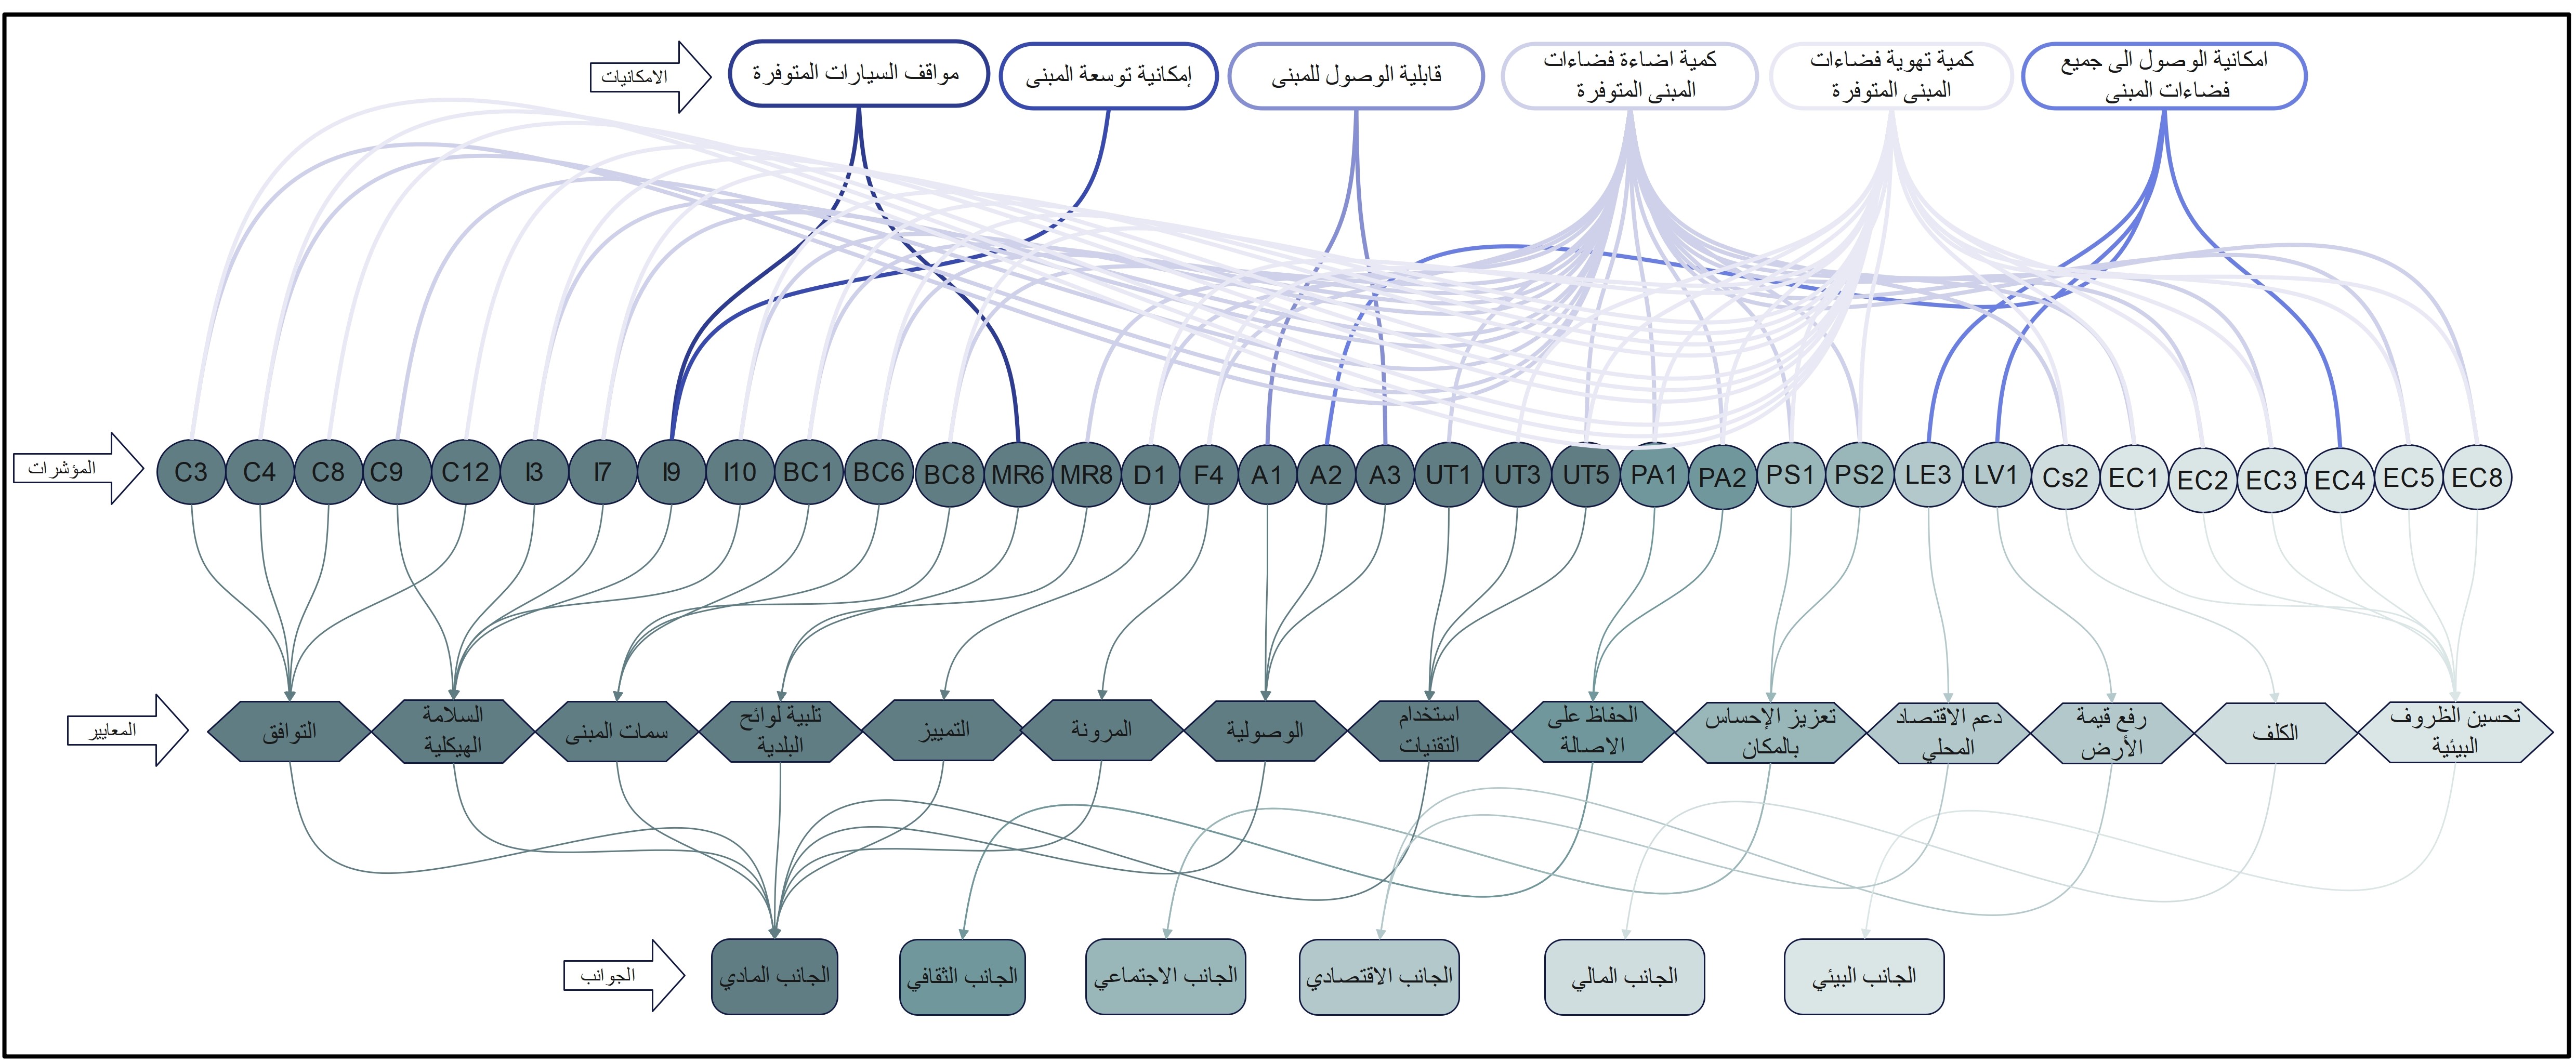 الامكانيات
مواقف السيارات المتوفرة
إمكانية توسعة المبنى
قابلية الوصول للمبنى
كمية اضاءة فضاءات
المبنى المتوفرة
كمية تهوية فضاءات
المبنى المتوفرة
امكانية الوصول الى جميع
فضاءات المبنى
المؤشرات
C3
C4
C8
C9
C12
I3
I7
I9
I10
BC1
BC6
BC8
MR6
MR8
D1
F4
A1
A2
A3
UT1
UT3
UT5
PA1
PA2
PS1
PS2
LE3
LV1
Cs2
EC1
EC2
EC3
EC4
EC5
EC8
المعايير
التوافق
السلامة
الهيكلية
سمات المبنى
تلبية لوائح
البلدية
التمييز
المرونة
الوصولية
استخدام
التقنيات
الحفاظ على
الاصالة
تعزيز الإحساس
بالمكان
دعم الاقتصاد
المحلي
رفع قيمة
الأرض
الكلف
تحسين الظروف
البيئية
الجوانب
الجانب المادي
الجانب الثقافي
الجانب الاجتماعي
الجانب الاقتصادي
الجانب المالي
الجانب البيئي